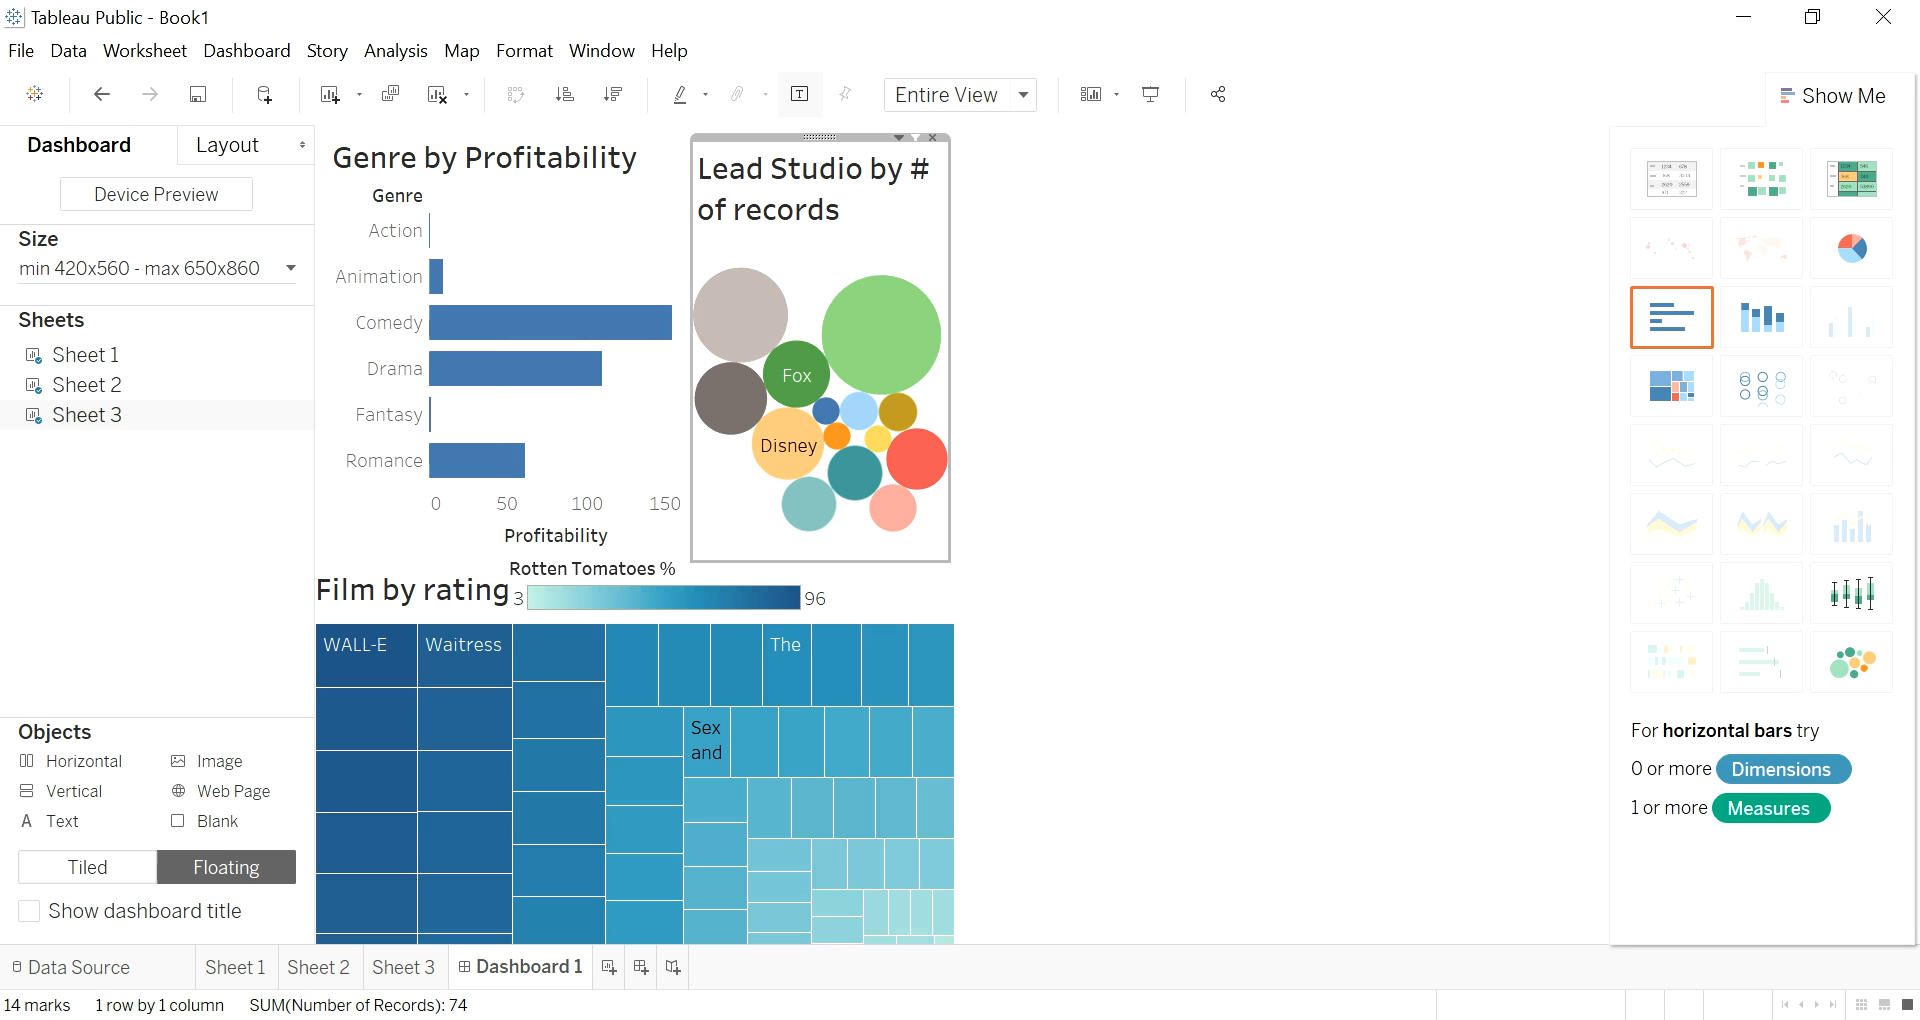 Tableau Public - Book1
File Data Worksheet Dashboard Story Analysis Map Format Window Help
Entire View
Show Me
Dashboard
Layout
Device Preview
Size
min 420x560 - max 650x860
Sheets
Sheet 1
Sheet 2
Sheet 3
Objects
Horizontal
Image
Vertical
Web Page
A Text
Blank
Tiled
Floating
Show dashboard title
Genre by Profitability
Genre
Action
Animation
Comedy
Drama
Fantasy
Romance
0 50 100 150
Profitability
Lead Studio by #
of records
Fox
Disney
Rotten Tomatoes %
Film by rating
3
96
WALL-E
Waitress
The
Sex
and
For horizontal bars try
0 or more Dimensions
1 or more Measures
Data Source
Sheet 1
Sheet 2
Sheet 3
Dashboard 1
14 marks 1 row by 1 column SUM(Number of Records): 74